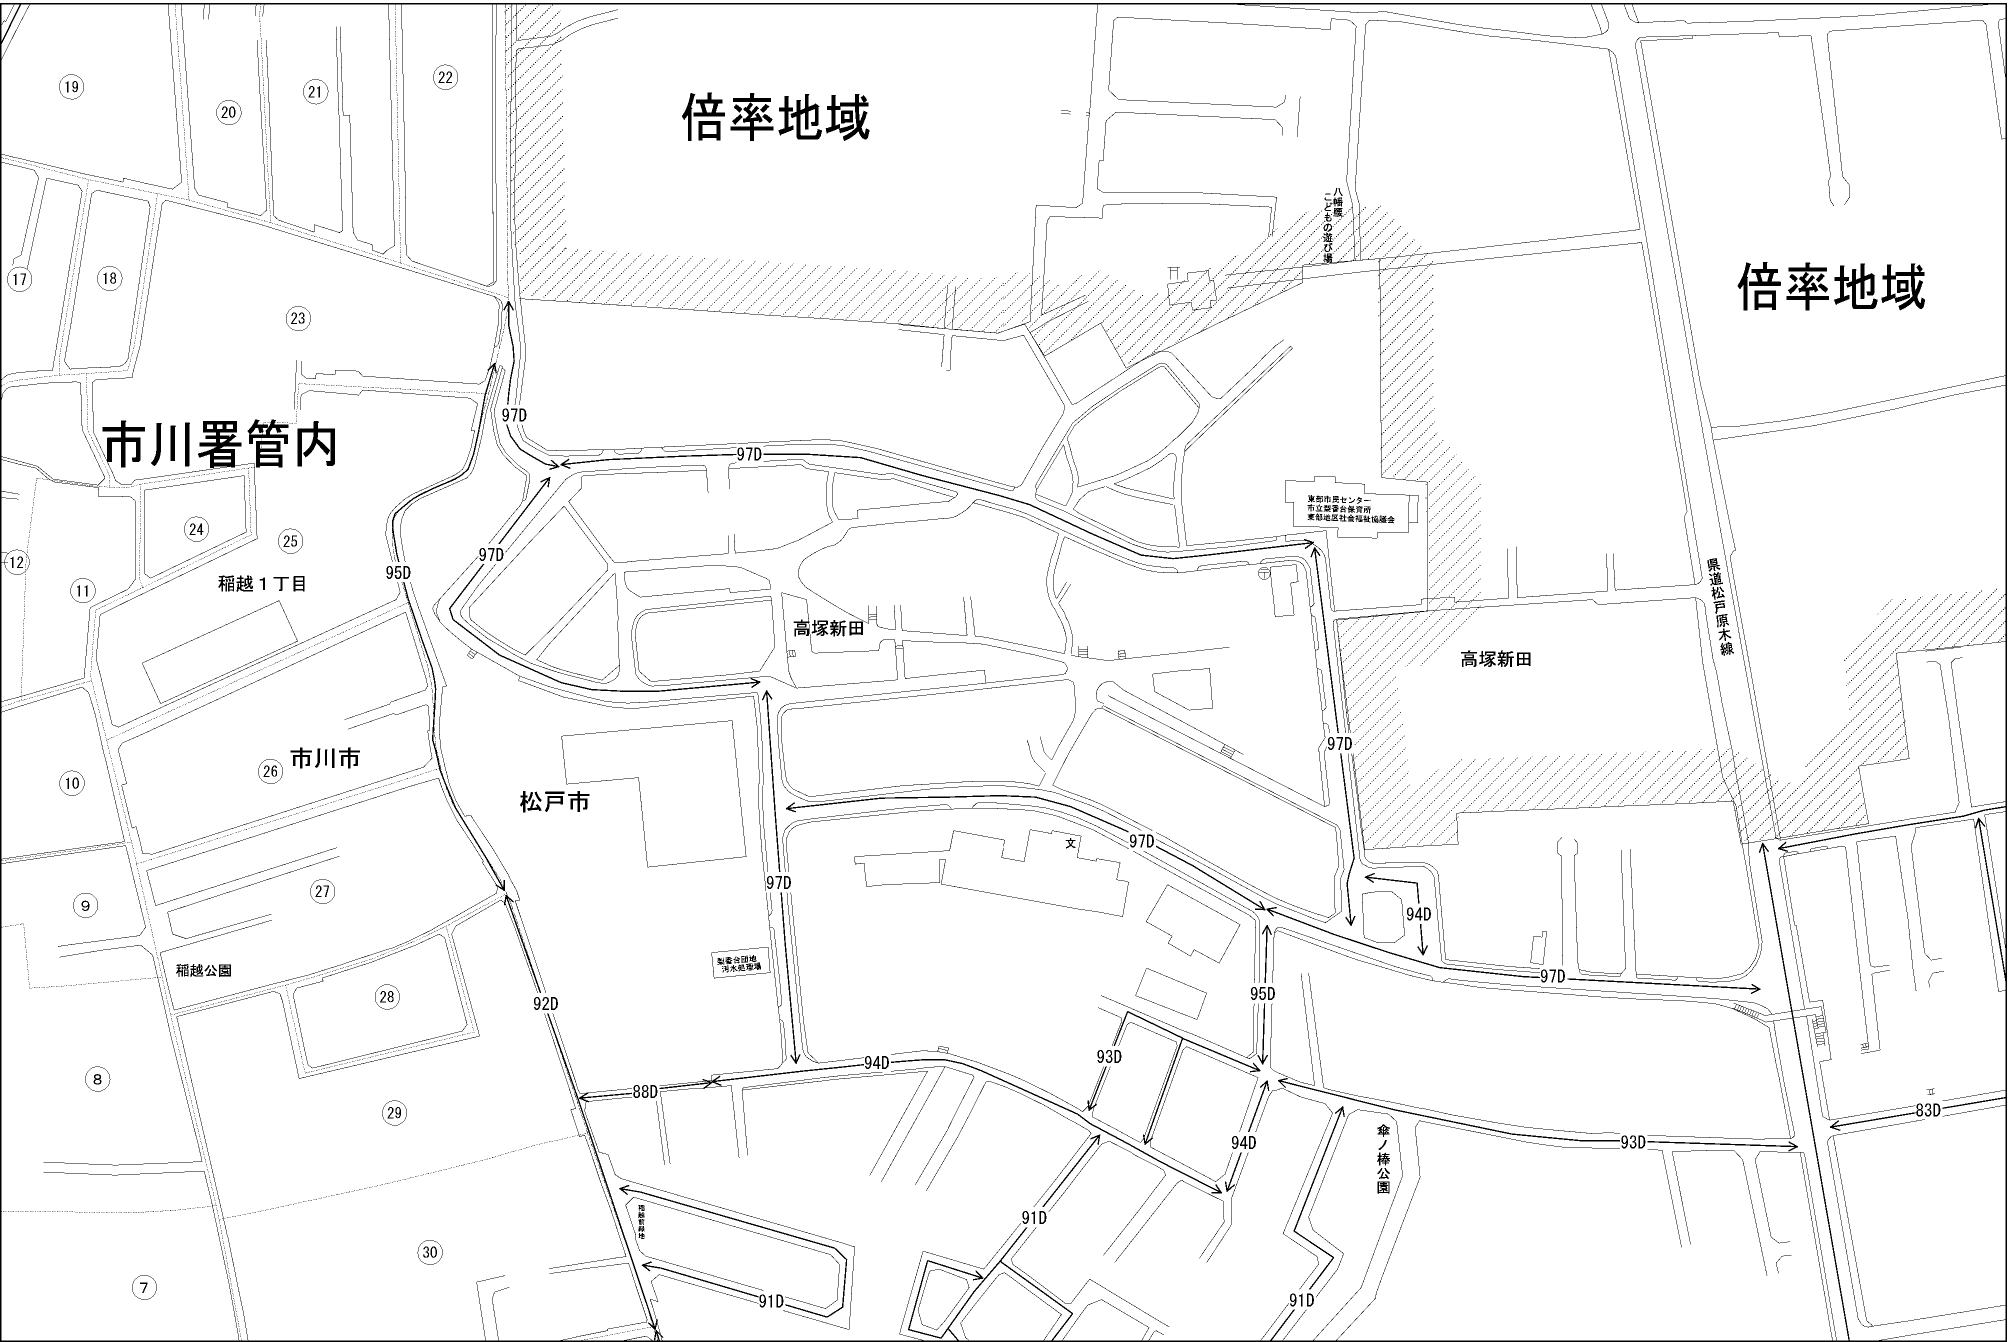 22
19
21
20
倍率地域
八幡腰
こどもの遊び場
17
18
倍率地域
23
97D
市川署管内
97D
東部市民センター
市立梨香台保育所
東部地区社会福祉協議会
24
25
97D
12
95D
稲越1丁目
11
県道松戸原木線
高塚新田
高塚新田
97D
26
市川市
10
松戸市
文
97D
97D
27
9
94D
梨香台団地
汚水処理場
稲越公園
97D
28
92D
95D
93D
94D
8
88D
29
83D
傘ノ棒公園
94D
93D
稲越前緑地
91D
30
7
91D
91D